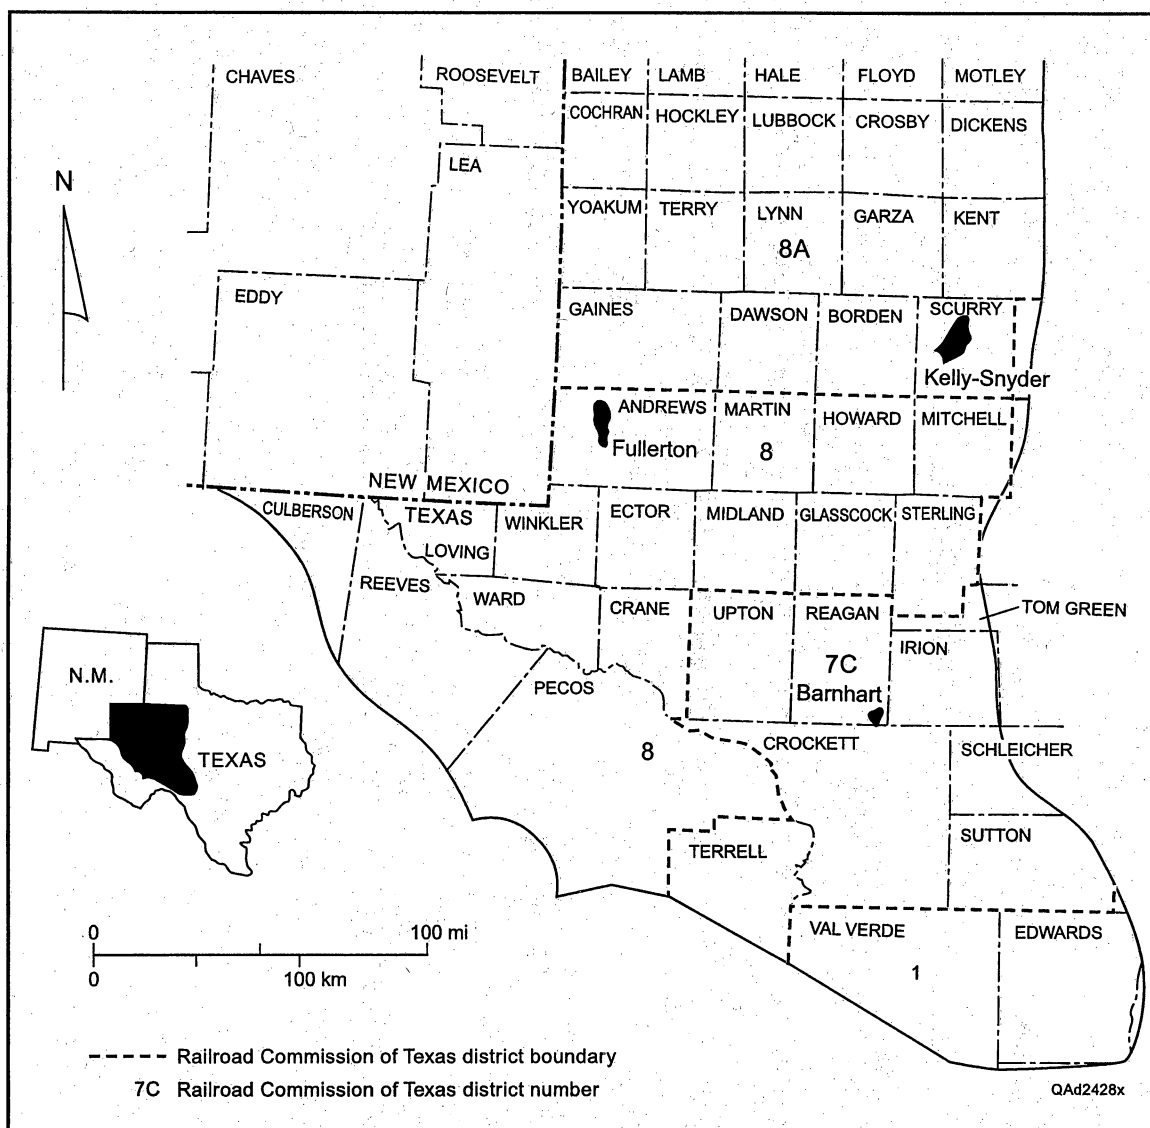 CHAVES
ROOSEVELT
BAILEY
LAMB
HALE
FLOYD
MOTLEY
COCHRAN
HOCKLEY
LUBBOCK
CROSBY
DICKENS
LEA
N
YOAKUM
TERRY
LYNN
GARZA
KENT
8A
EDDY
GAINES
DAWSON
BORDEN
SCURRY
Kelly-Snyder
ANDREWS
MARTIN
HOWARD
MITCHELL
Fullerton
8
NEW MEXICO
CULBERSON
TEXAS
WINKLER
ECTOR
MIDLAND
GLASSCOCK
STERLING
LOVING
REEVES
WARD
CRANE
UPTON
REAGAN
TOM GREEN
IRION
7C
Barnhart
N.M.
PECOS
TEXAS
8
CROCKETT
SCHLEICHER
SUTTON
TERRELL
VAL VERDE
EDWARDS
1
0
100 mi
0
100 km
Railroad Commission of Texas district boundary
7C Railroad Commission of Texas district number
QAd2428x